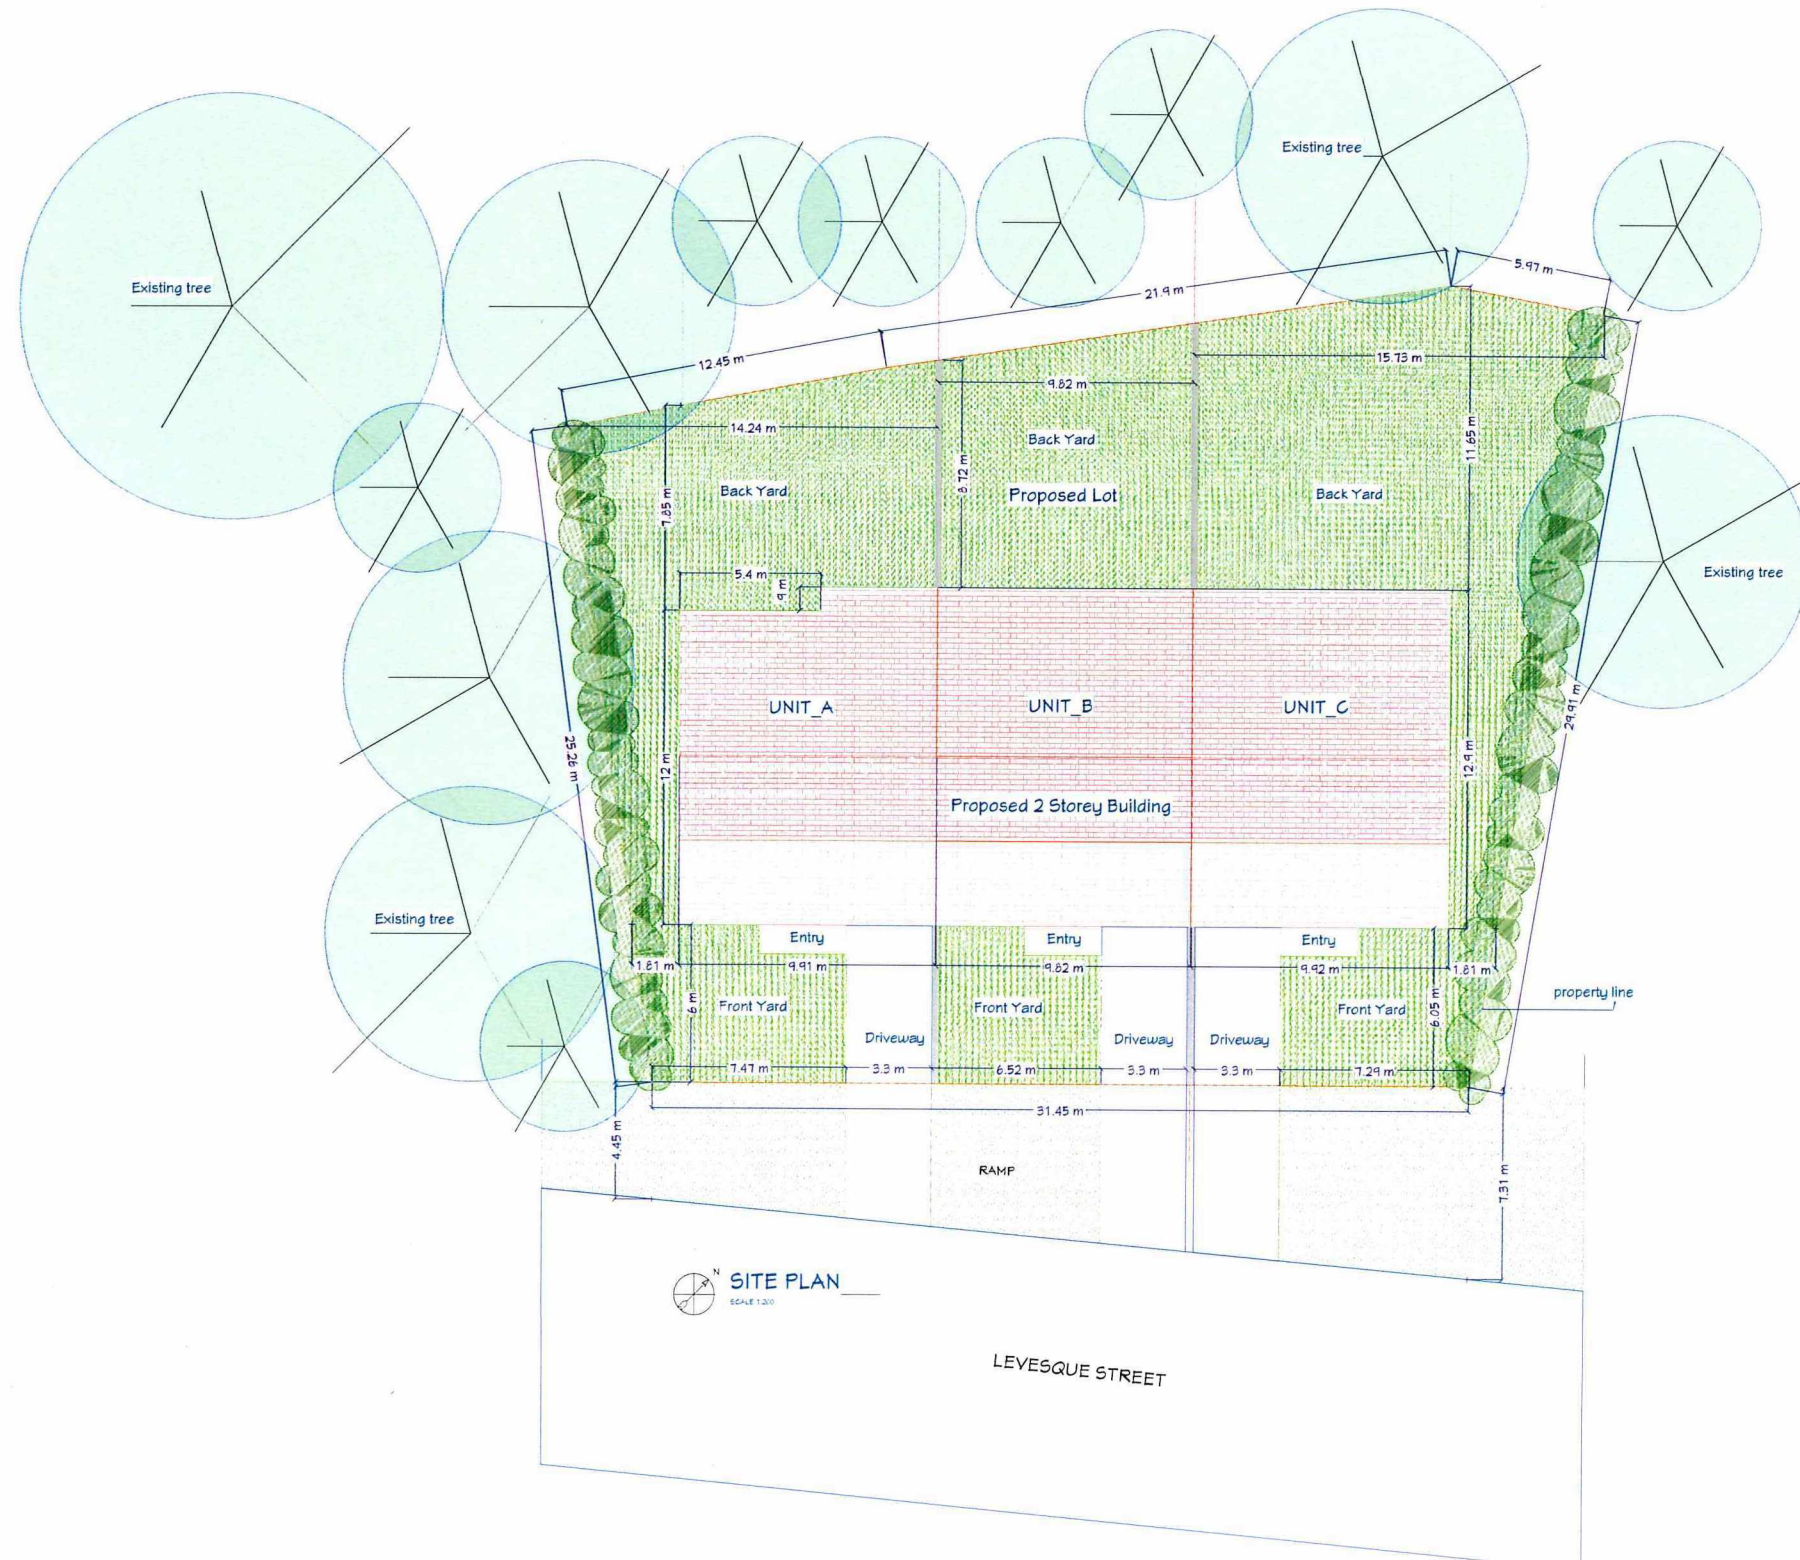 Existing tree
Existing tree
5.97 m
21.9 m
12.45 m
15.73 m
9.82 m
14.24 m
Back Yard
11.65 m
8.72 m
Back Yard
Proposed Lot
Back Yard
7.85 m
5.4 m
Existing tree
UNIT_A
UNIT_B
UNIT_C
29.91 m
25.26 m
12 m
12.9 m
Proposed 2 Storey Building
Existing tree
Entry
Entry
Entry
1.81 m
9.91 m
9.82 m
9.92 m
1.81 m
property line
6 m
Front Yard
Front Yard
Front Yard
6.05 m
Driveway
Driveway
Driveway
7.47 m
3.3 m
6.52 m
3.3 m
3.3 m
7.29 m
31.45 m
4.45 m
RAMP
7.31 m
N
SITE PLAN
SCALE 1:200
LEVESQUE STREET